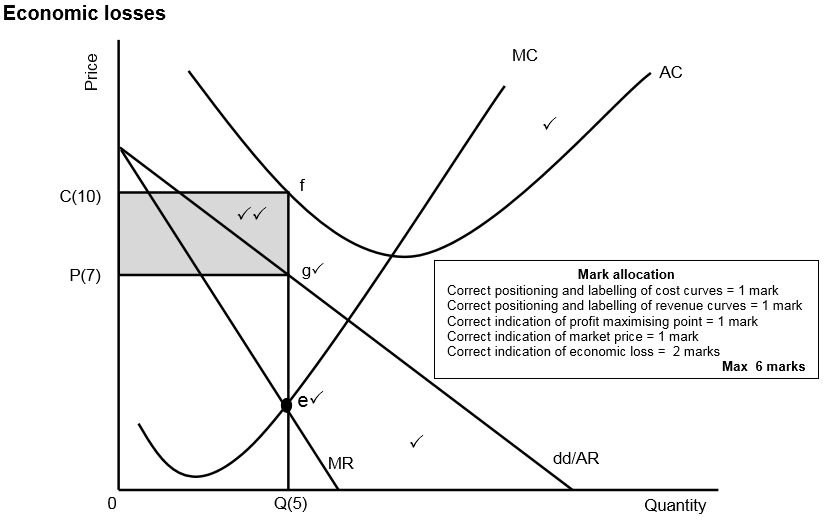 Economic losses
Price
MC
AC
✓
f
C(10)
✓✓
P(7)
g✓
Mark allocation
Correct positioning and labelling of cost curves = 1 mark
Correct positioning and labelling of revenue curves = 1 mark
Correct indication of profit maximising point = 1 mark
Correct indication of market price = 1 mark
Correct indication of economic loss = 2 marks
Max 6 marks
e✓
✓
MR
dd/AR
0
Q(5)
Quantity